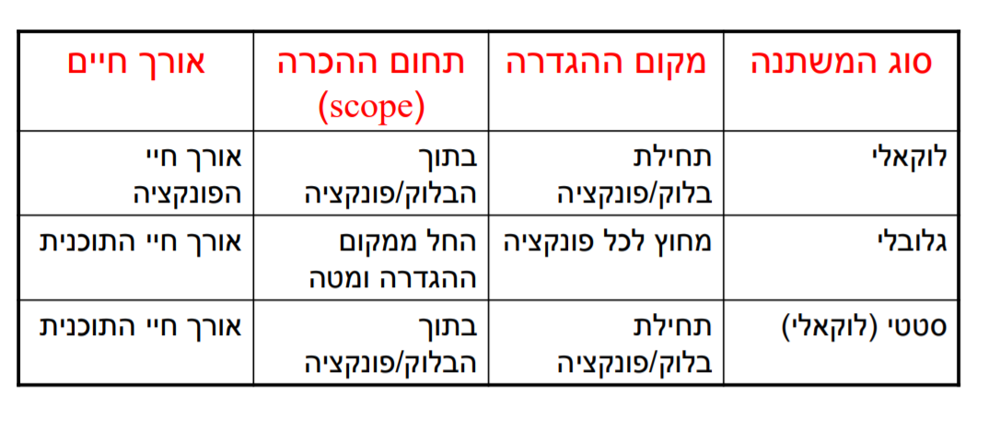 סוג המשתנה
מקום ההגדרה
תחום ההכרה
(scope)
אורך חיים
לוקאלי
תחילת
בלוק/פונקציה
בתוך
הבלוק/פונקציה
אורך חיי
הפונקציה
גלובלי
מחוץ לכל פונקציה
החל ממקום
ההגדרה ומטה
אורך חיי התוכנית
סטטי (לוקאלי)
תחילת
בלוק/פונקציה
בתוך
הבלוק/פונקציה
אורך חיי התוכנית